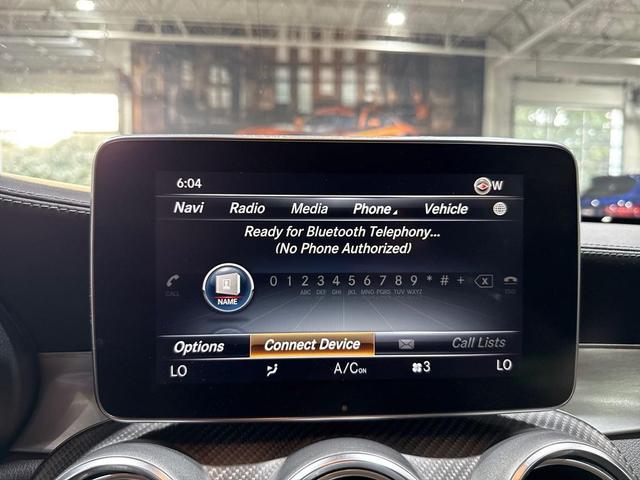 6:04 W
Navi Radio Media Phone Vehicle
Ready for Bluetooth Telephony...
(No Phone Authorized)
0 1 2 3 4 5 6 7 8 9 * # +
CALL ABC DEF GHI JKL MNO PQRS TUV WXYZ END
NAME
Options Connect Device Call Lists
LO A/C ON 3 LO